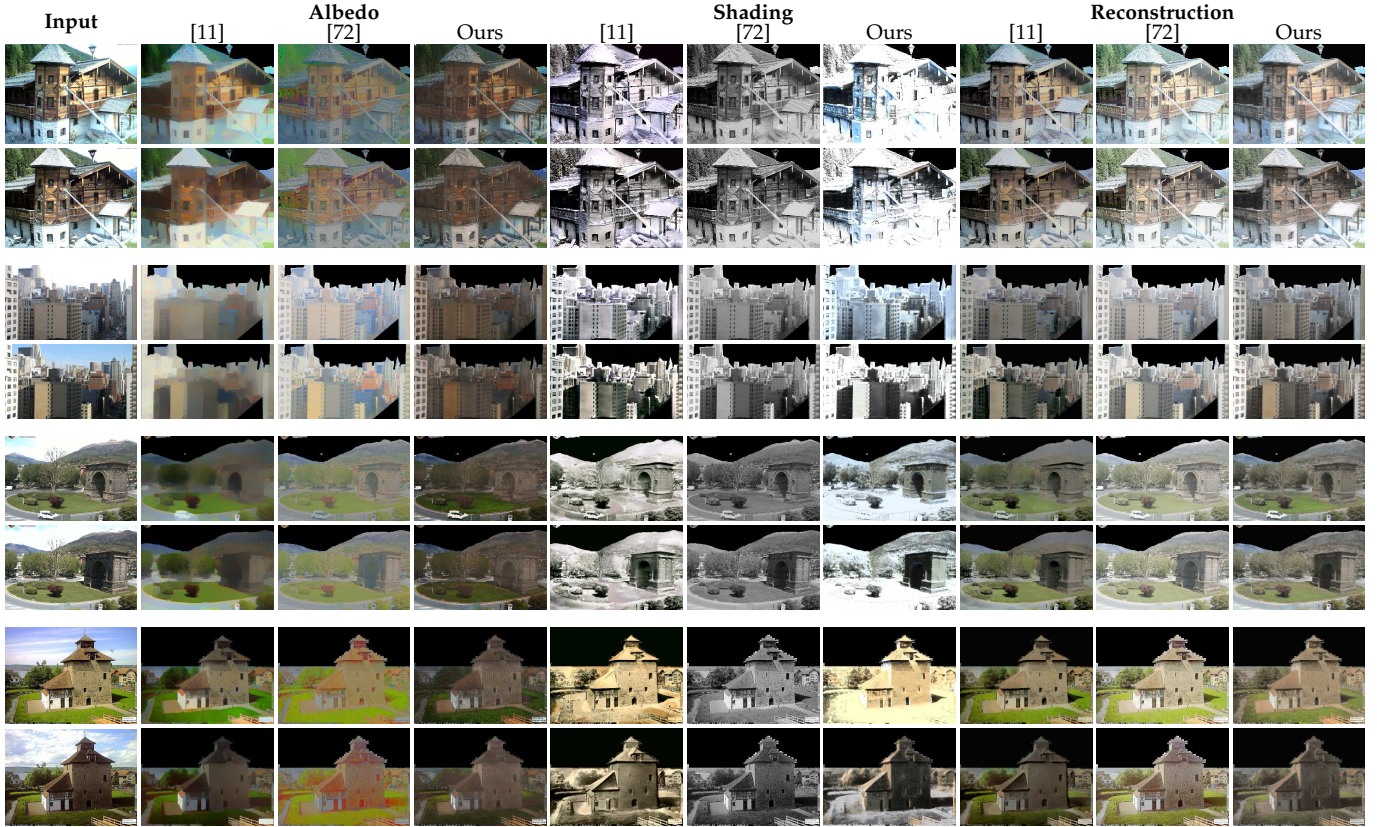 Input
Albedo
Shading
Reconstruction
[11] [72] Ours [11] [72] Ours [11] [72] Ours